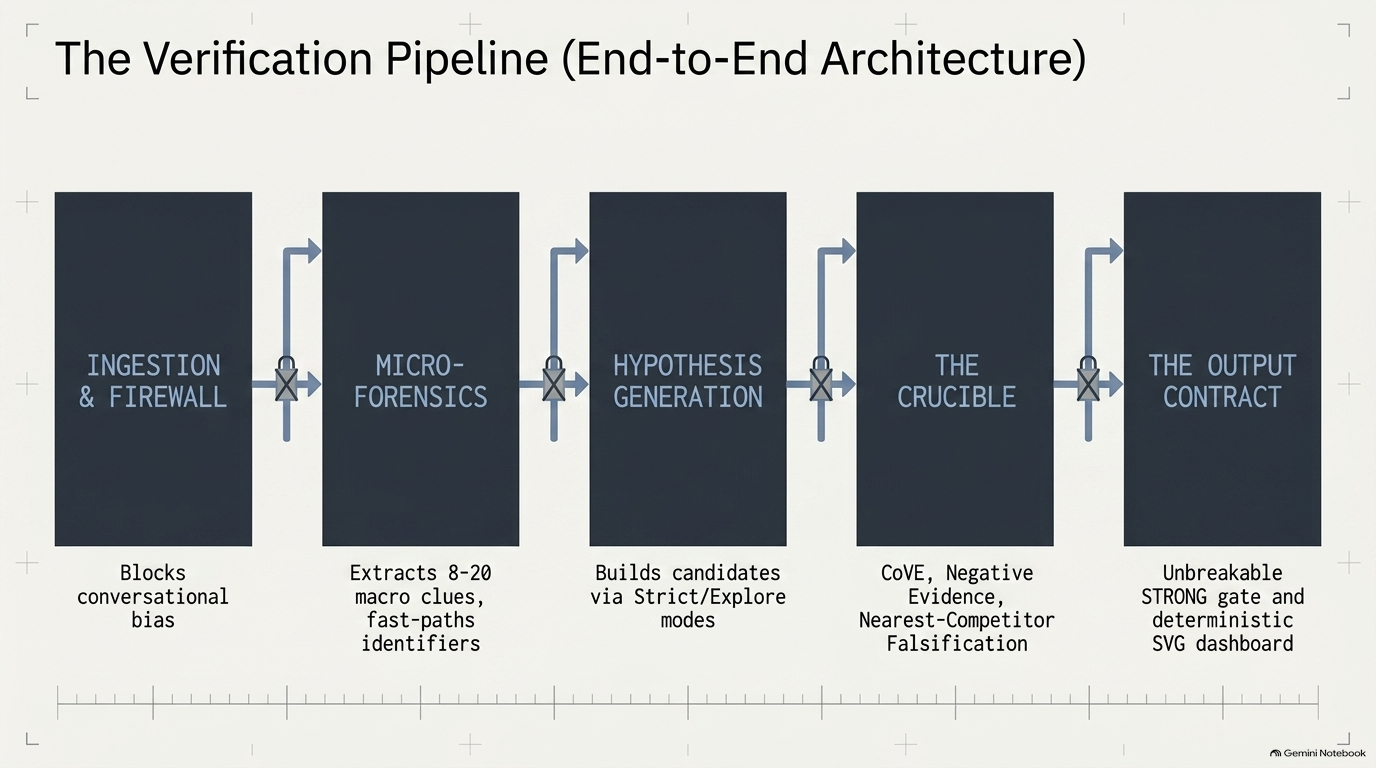 The Verification Pipeline (End-to-End Architecture)
INGESTION
& FIREWALL
MICRO-
FORENSICS
HYPOTHESIS
GENERATION
THE
CRUCIBLE
THE OUTPUT
CONTRACT
Blocks
conversational
bias
Extracts 8-20
macro clues,
fast-paths
identifiers
Builds candidates
via Strict/Explore
modes
CoVE, Negative
Evidence,
Nearest-Competitor
Falsification
Unbreakable
STRONG gate and
deterministic
SVG dashboard
Gemini Notebook